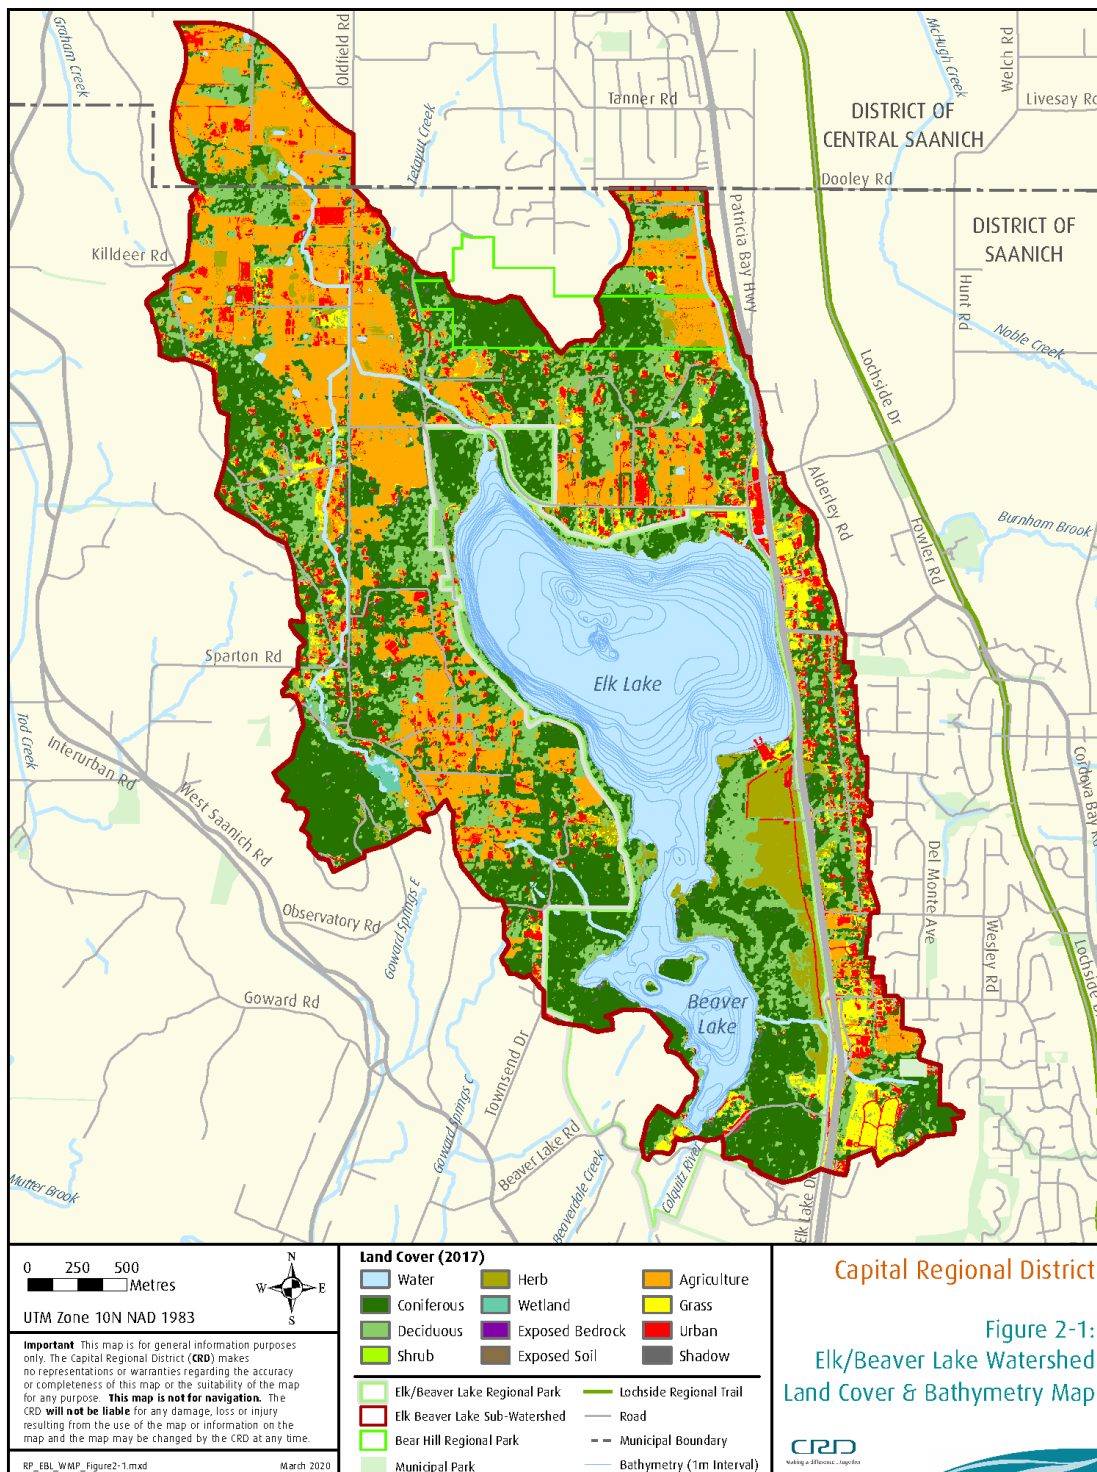 Graham Creek
Oldfield Rd
Tetayut Creek
Tanner Rd
McHugh Creek
Welch Rd
Livesay Rd
DISTRICT OF
CENTRAL SAANICH
Dooley Rd
DISTRICT OF
SAANICH
Patricia Bay Hwy
Killdeer Rd
Hunt Rd
Noble Creek
Lochside Dr
Alderley Rd
Fowler Rd
Burnham Brook
Sparton Rd
Elk Lake
Tod Creek
Interurban Rd
West Saanich Rd
Cordova Bay Rd
Del Monte Ave
Wesley Rd
Observatory Rd
Goward Springs E
Goward Rd
Lochside D
Beaver
Lake
Townsend Dr
Goward Springs C
Beaver Lake Rd
Beaverdale Creek
Colquitz River
Elk Lake D
Mutter Brook
0 250 500
Metres
UTM Zone 10N NAD 1983
N
W E
S
Important This map is for general information purposes
only. The Capital Regional District (CRD) makes
no representations or warranties regarding the accuracy
or completeness of this map or the suitability of the map
for any purpose. This map is not for navigation. The
CRD will not be liable for any damage, loss or injury
resulting from the use of the map or information on the
map and the map may be changed by the CRD at any time.
RP_EBL_WMP_Figure2-1.mxd March 2020
Land Cover (2017)
Water Herb Agriculture
Coniferous Wetland Grass
Deciduous Exposed Bedrock Urban
Shrub Exposed Soil Shadow
Elk/Beaver Lake Regional Park Lochside Regional Trail
Elk Beaver Lake Sub-Watershed Road
Bear Hill Regional Park Municipal Boundary
Municipal Park Bathymetry (1m Interval)
Capital Regional District
Figure 2-1:
Elk/Beaver Lake Watershed
Land Cover & Bathymetry Map
CRD
Making a difference...together